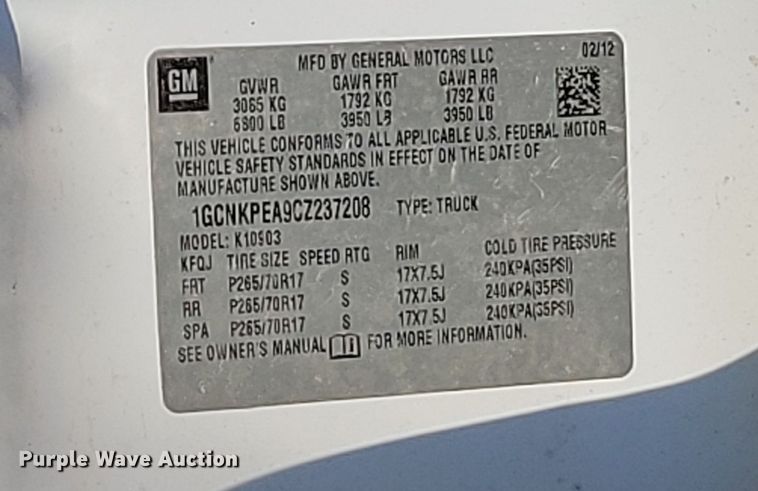 GM
MFD BY GENERAL MOTORS LLC 02/12
GVWR GAWR FRT GAWR RR
3085 KG 1792 KG 1792 KG
6800 LB 3950 LB 3950 LB
THIS VEHICLE CONFORMS TO ALL APPLICABLE U.S. FEDERAL MOTOR
VEHICLE SAFETY STANDARDS IN EFFECT ON THE DATE OF
MANUFACTURE SHOWN ABOVE.
1GCNKPEA9CZ237208 TYPE: TRUCK
MODEL: K10903
KFQJ TIRE SIZE SPEED RTG RIM COLD TIRE PRESSURE
FRT P265/70R17 S 17X7.5J 240KPA(35PSI)
RR P265/70R17 S 17X7.5J 240KPA(35PSI)
SPA P265/70R17 S 17X7.5J 240KPA(35PSI)
SEE OWNER'S MANUAL FOR MORE INFORMATION.
Purple Wave Auction